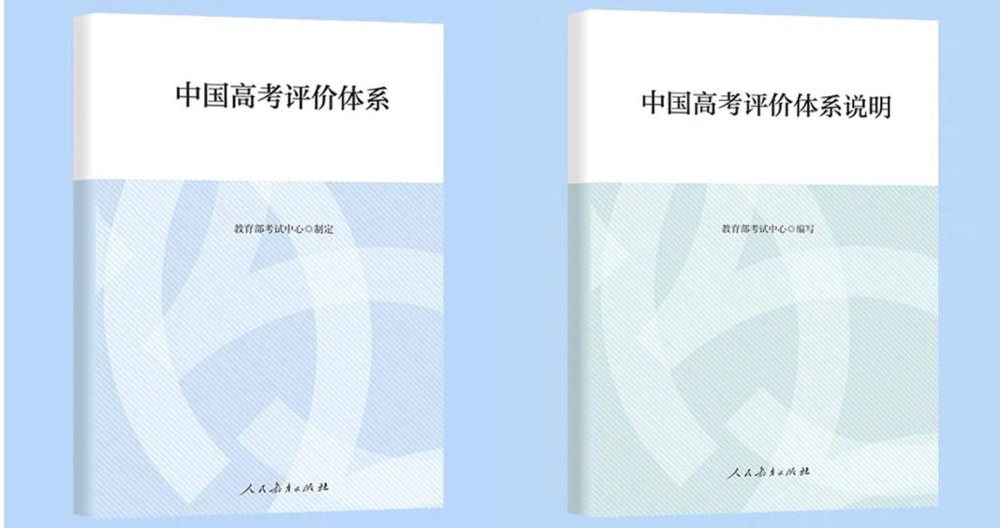 中国高考评价体系
教育部考试中心◎制定
人民教育出版社
中国高考评价体系说明
教育部考试中心◎编写
人民教育出版社